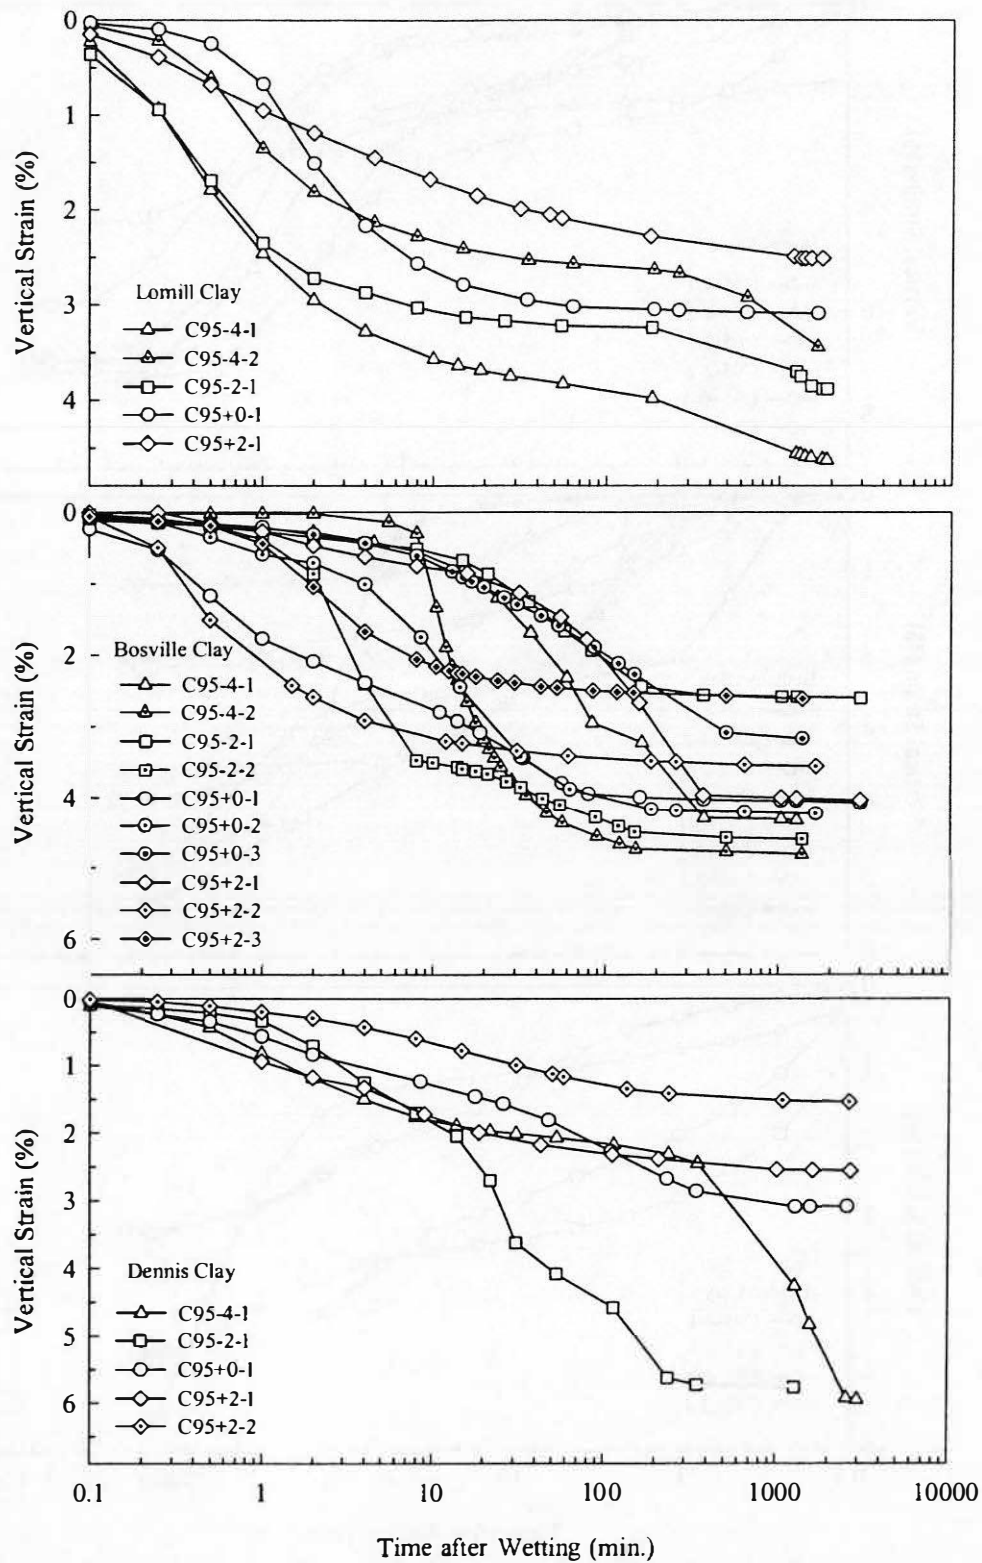 0
1
2
3
4
Vertical Strain (%)
Lomill Clay
C95-4-1
C95-4-2
C95-2-1
C95+0-1
C95+2-1
0
2
4
6
Vertical Strain (%)
Bosville Clay
C95-4-1
C95-4-2
C95-2-1
C95-2-2
C95+0-1
C95+0-2
C95+0-3
C95+2-1
C95+2-2
C95+2-3
0
1
2
3
4
5
6
Vertical Strain (%)
Dennis Clay
C95-4-1
C95-2-1
C95+0-1
C95+2-1
C95+2-2
0.1 1 10 100 1000 10000
Time after Wetting (min.)